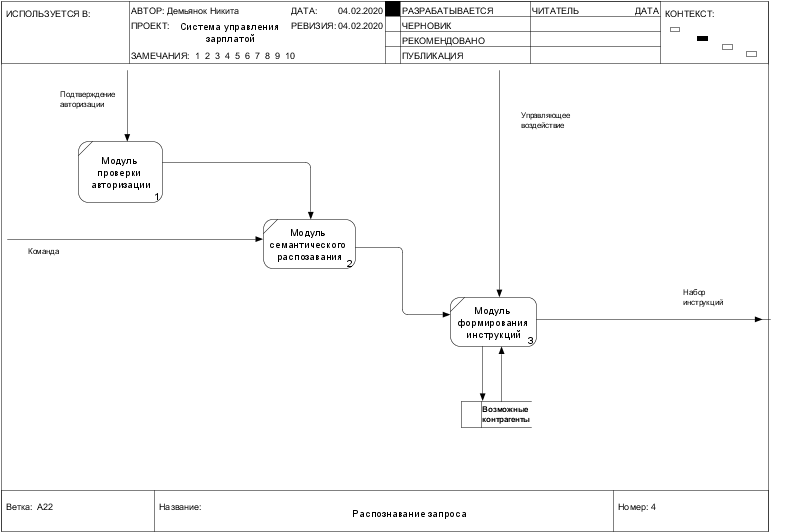 ИСПОЛЬЗУЕТСЯ В:
АВТОР: Демьянок Никита
ДАТА: 04.02.2020
ПРОЕКТ: Система управления
зарплатой
РЕВИЗИЯ: 04.02.2020
ЗАМЕЧАНИЯ: 1 2 3 4 5 6 7 8 9 10
РАЗРАБАТЫВАЕТСЯ
ЧЕРНОВИК
РЕКОМЕНДОВАНО
ПУБЛИКАЦИЯ
ЧИТАТЕЛЬ
ДАТА
КОНТЕКСТ:
Подтверждение
авторизации
Управляющее
воздействие
Модуль
проверки
авторизации
1
Модуль
семантического
распозавания
2
Команда
Набор
инструкций
Модуль
формирования
инструкций
3
Возможные
контрагенты
Ветка: А22
Название:
Распознавание запроса
Номер: 4